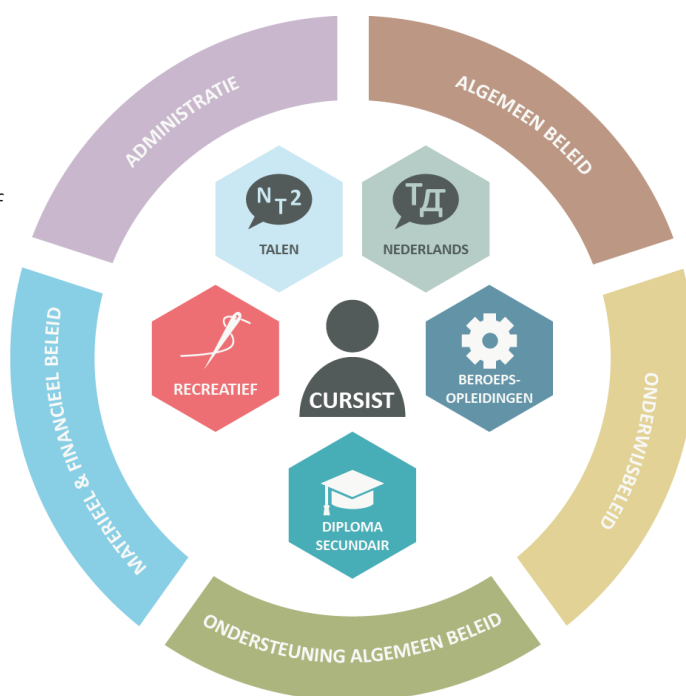 ADMINISTRATIE
ALGEMEEN BELEID
NT2
TALEN
TД
NEDERLANDS
RECREATIEF
CURSIST
BEROEPS-
OPLEIDINGEN
DIPLOMA
SECUNDAIR
MATERIEEL & FINANCIEEL BELEID
ONDERWIJSBELEID
ONDERSTEUNING ALGEMEEN BELEID